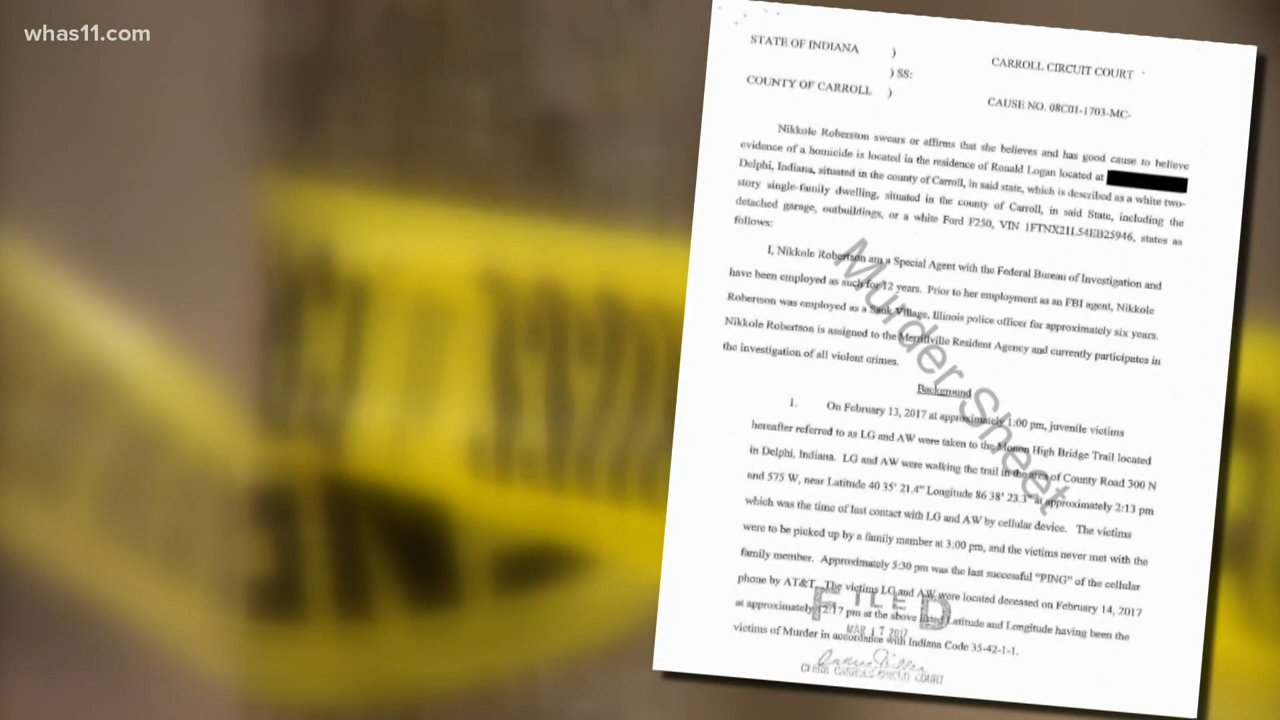 whas11.com
STATE OF INDIANA ) CARROLL CIRCUIT COURT
) SS:
COUNTY OF CARROLL ) CAUSE NO. 08C01-1703-MC-
Nikkole Roberston swears or affirms that she believes and has good cause to believe
evidence of a homicide is located in the residence of Ronald Logan located at
Delphi, Indiana, situated in the county of Carroll, in said state, which is described as a white two-
story single-family dwelling, situated in the county of Carroll, in said State, including the
detached garage, outbuildings, or a white Ford F250, VIN 1FTNX21L54EB25946, states as
follows:
I, Nikkole Robertson am a Special Agent with the Federal Bureau of Investigation and
have been employed as such for 12 years. Prior to her employment as an FBI agent, Nikkole
Robertson was employed as a Sauk Village, Illinois police officer for approximately six years.
Nikkole Robertson is assigned to the Merrillville Resident Agency and currently participates in
the investigation of all violent crimes.
Murder Sheet
Background
1. On February 13, 2017 at approximately 1:00 pm, juvenile victims
hereafter referred to as LG and AW were taken to the Monon High Bridge Trail located
in Delphi, Indiana. LG and AW were walking the trail in the area of County Road 300 N
and 575 W, near Latitude 40 35' 21.4" Longitude 86 38' 23.3" at approximately 2:13 pm
which was the time of last contact with LG and AW by cellular device. The victims
were to be picked up by a family member at 3:00 pm, and the victims never met with the
family member. Approximately 5:30 pm was the last successful "PING" of the cellular
phone by AT&T. The victims LG and AW were located deceased on February 14, 2017
at approximately 12:17 pm at the above listed Latitude and Longitude having been the
victims of Murder in accordance with Indiana Code 35-42-1-1.
FILED
MAR 17 2017
CLERK CARROLL CIRCUIT COURT